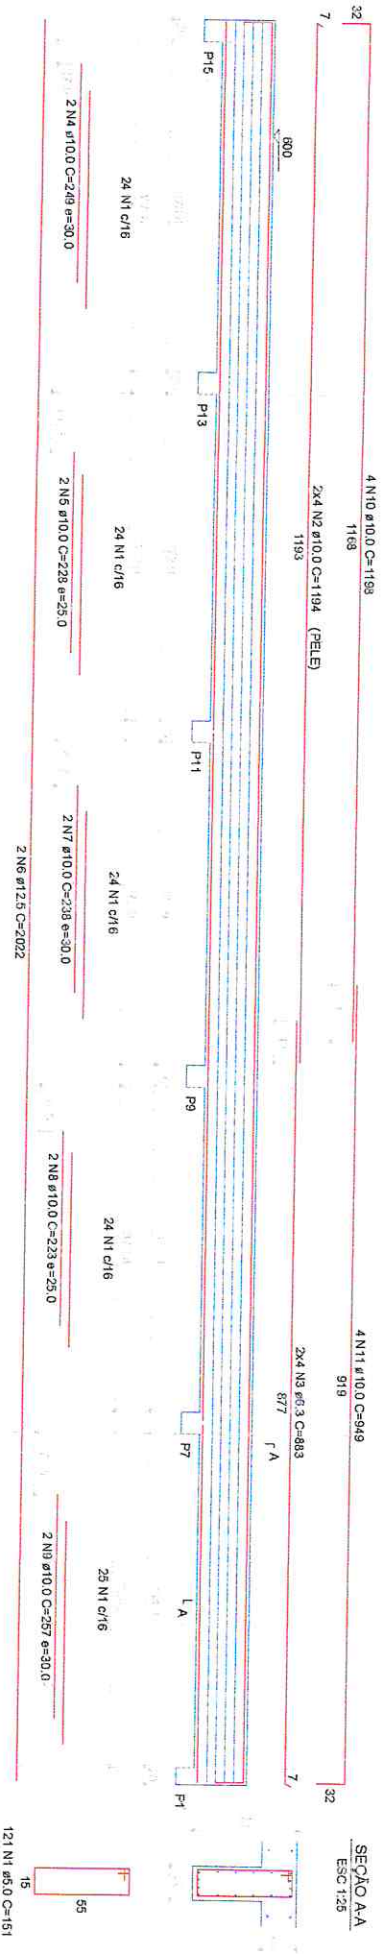 32
4 N10 ø10.0 C=1198
1168
4 N11 ø10.0 C=949
919
32
7
2x4 N2 ø10.0 C=1194 (PELE)
1193
2x4 N3 ø6.3 C=883
877
7
600
A
P15
P13
P11
P9
P7
A
P1
24 N1 c/16
24 N1 c/16
24 N1 c/16
24 N1 c/16
25 N1 c/16
2 N4 ø10.0 C=249 e=30.0
2 N5 ø10.0 C=228 e=25.0
2 N7 ø10.0 C=238 e=30.0
2 N8 ø10.0 C=223 e=25.0
2 N9 ø10.0 C=257 e=30.0
2 N6 ø12.5 C=2022
SEÇÃO A-A
ESC 1:25
55
15
121 N1 ø5.0 C=151